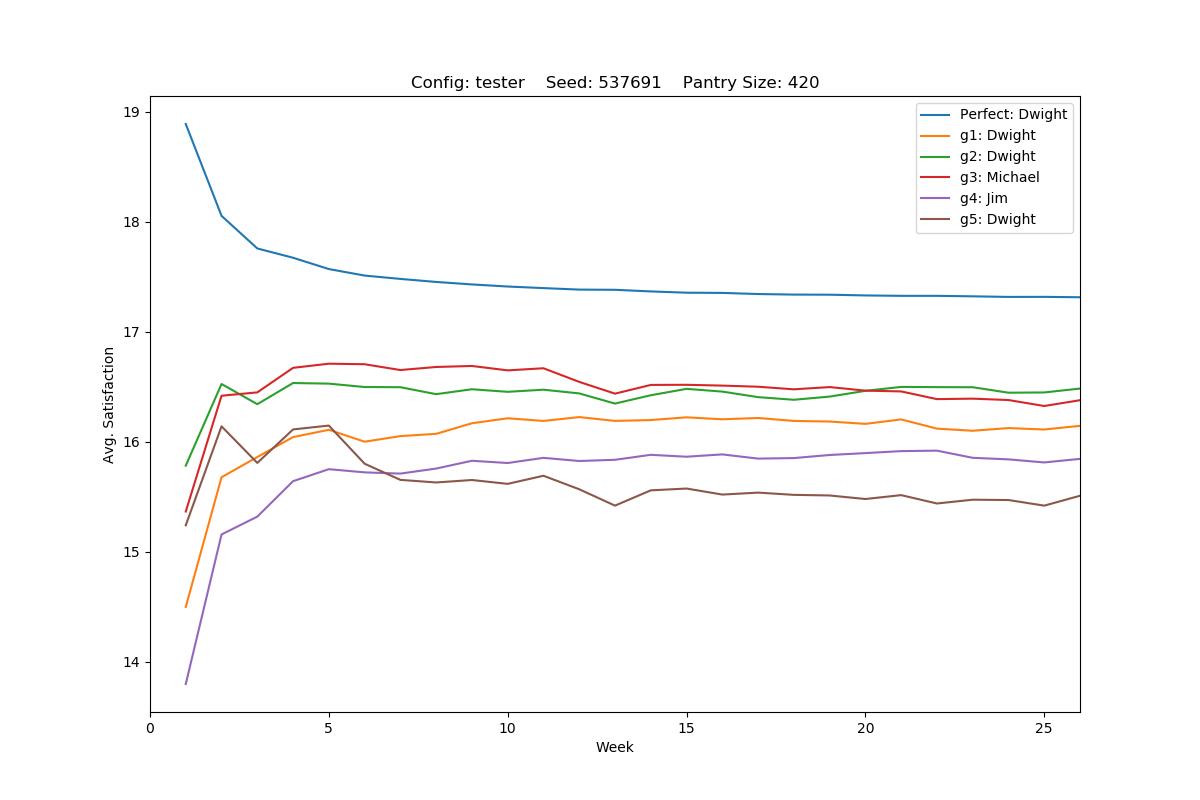 Config: tester    Seed: 537691    Pantry Size: 420
Perfect: Dwight
g1: Dwight
g2: Dwight
g3: Michael
g4: Jim
g5: Dwight
Avg. Satisfaction
19
18
17
16
15
14
0 5 10 15 20 25
Week